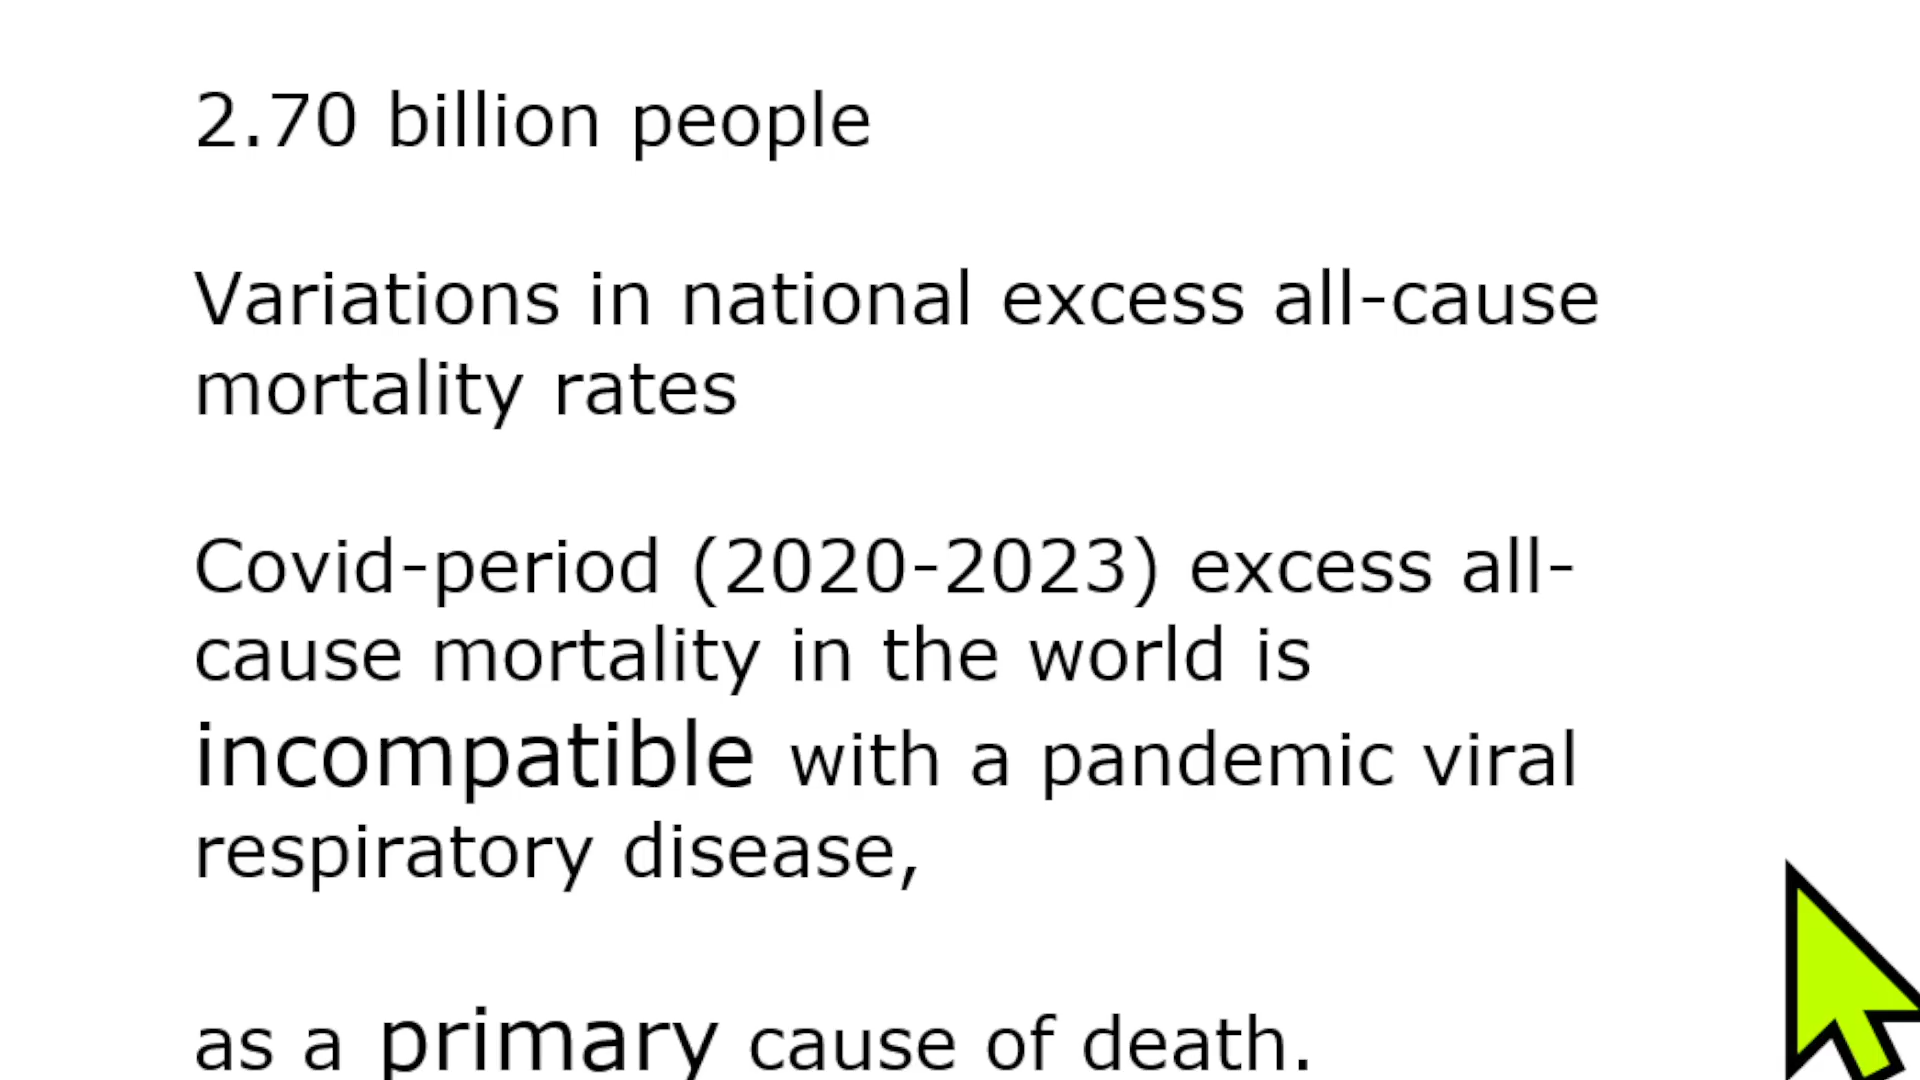 2.70 billion people
Variations in national excess all-cause
mortality rates
Covid-period (2020-2023) excess all-
cause mortality in the world is
incompatible with a pandemic viral
respiratory disease,
as a primary cause of death.